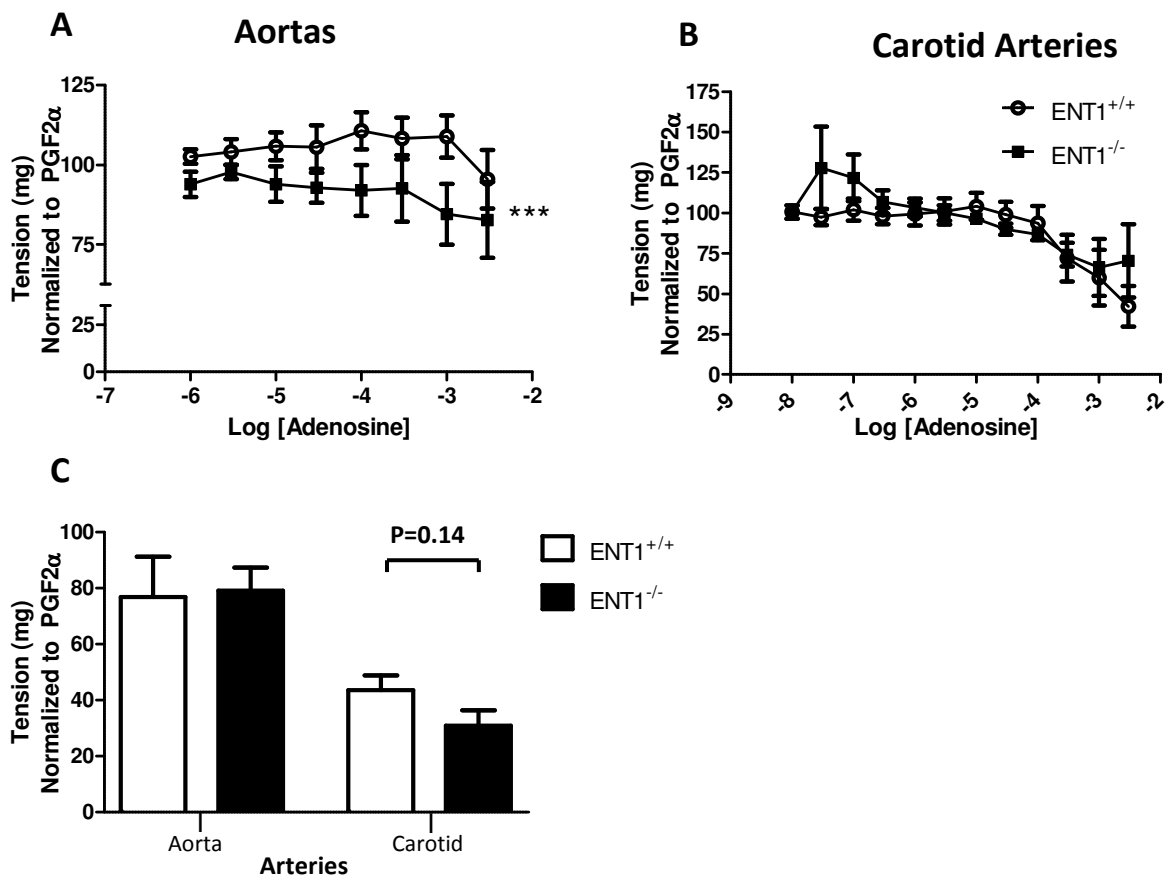 A
Aortas
Tension (mg)
Normalized to PGF2α
125
100
75
25
0
-7
-6
-5
-4
-3
-2
***
Log [Adenosine]
B
Carotid Arteries
Tension (mg)
Normalized to PGF2α
175
150
125
100
75
50
25
0
ENT1+/+
ENT1-/-
-9
-8
-7
-6
-5
-4
-3
-2
Log [Adenosine]
C
Tension (mg)
Normalized to PGF2α
100
80
60
40
20
0
P=0.14
ENT1+/+
ENT1-/-
Aorta
Carotid
Arteries